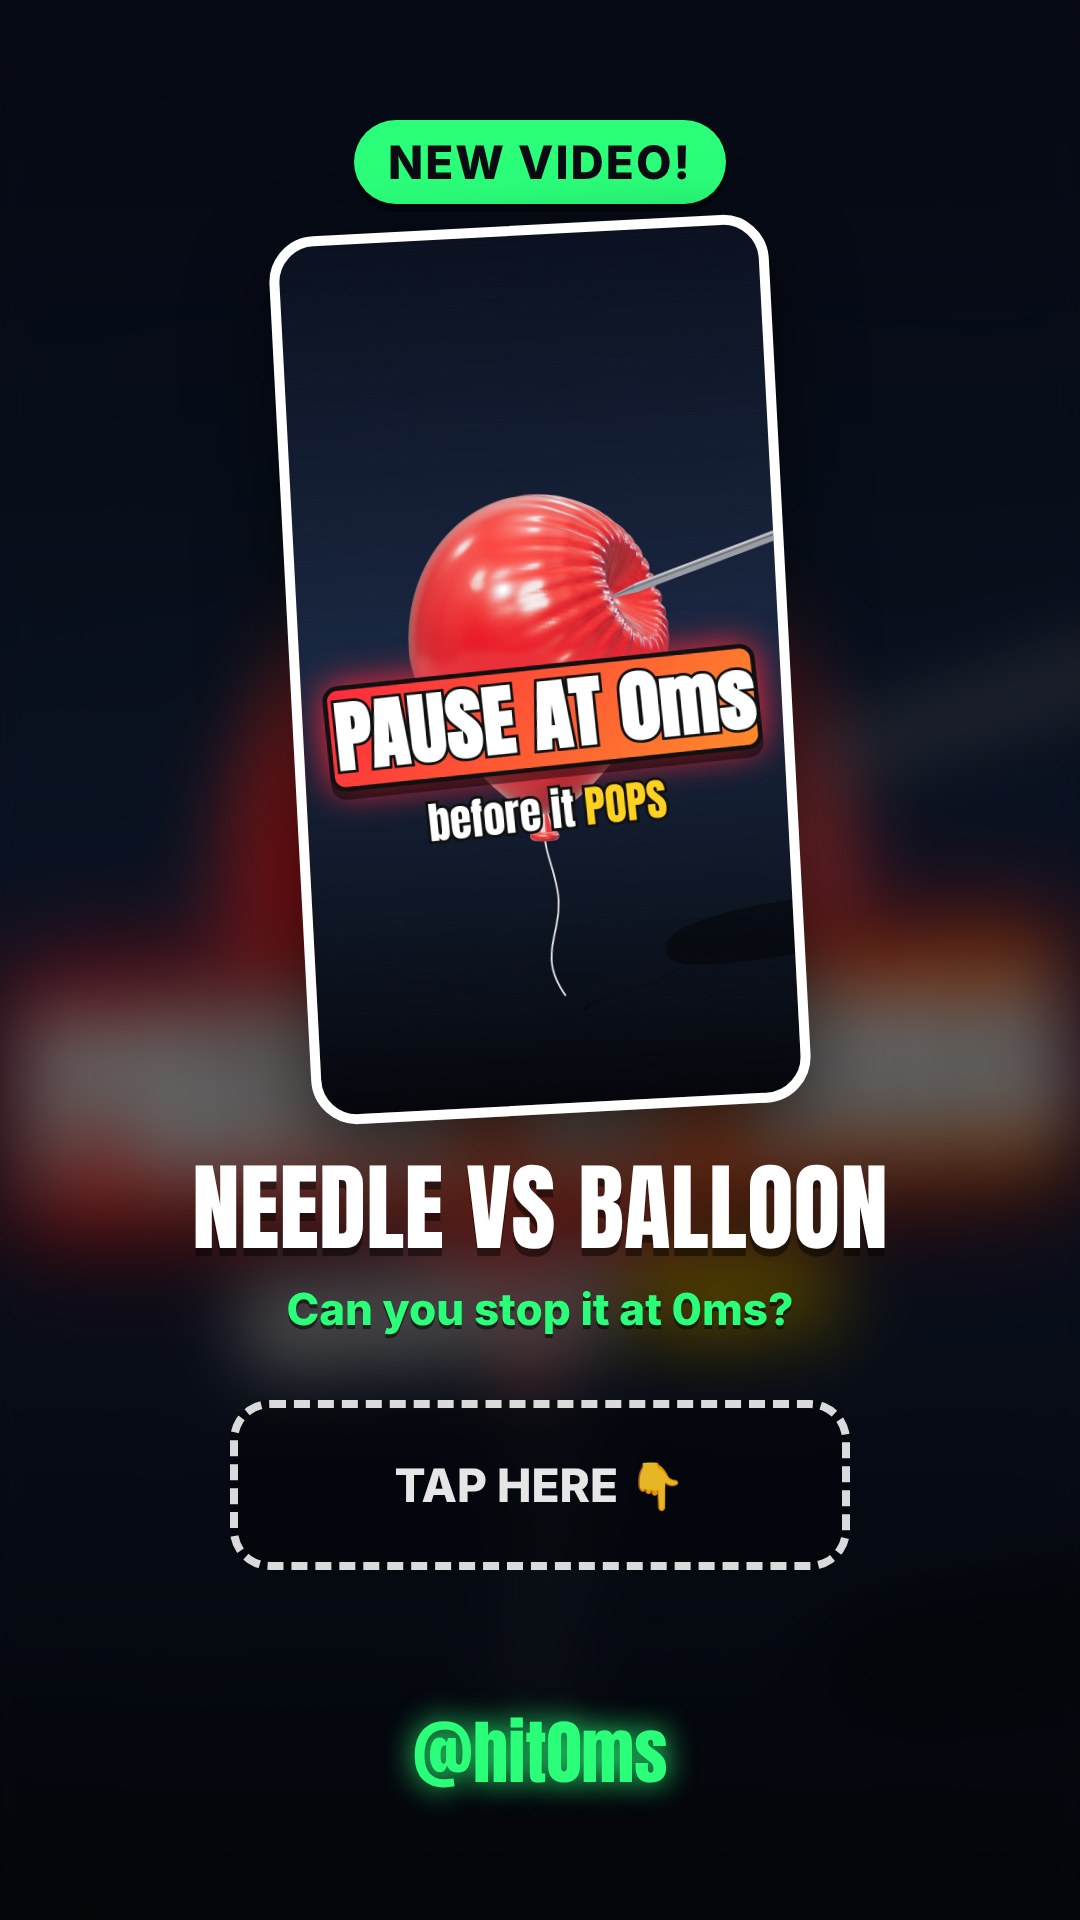 NEW VIDEO!
PAUSE AT 0ms
before it POPS
NEEDLE VS BALLOON
Can you stop it at 0ms?
TAP HERE 👇
@hit0ms